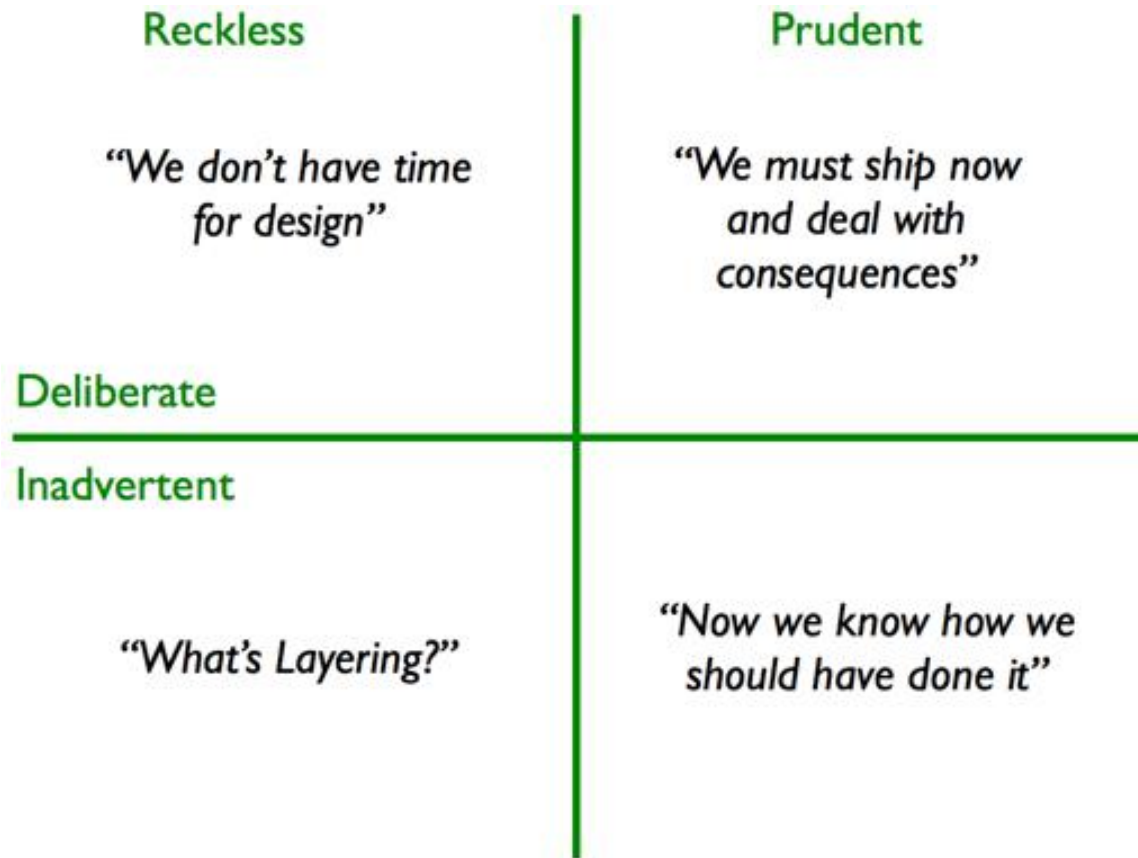 Reckless
Prudent
“We don’t have time
for design”
“We must ship now
and deal with
consequences”
Deliberate
Inadvertent
“What’s Layering?”
“Now we know how we
should have done it”